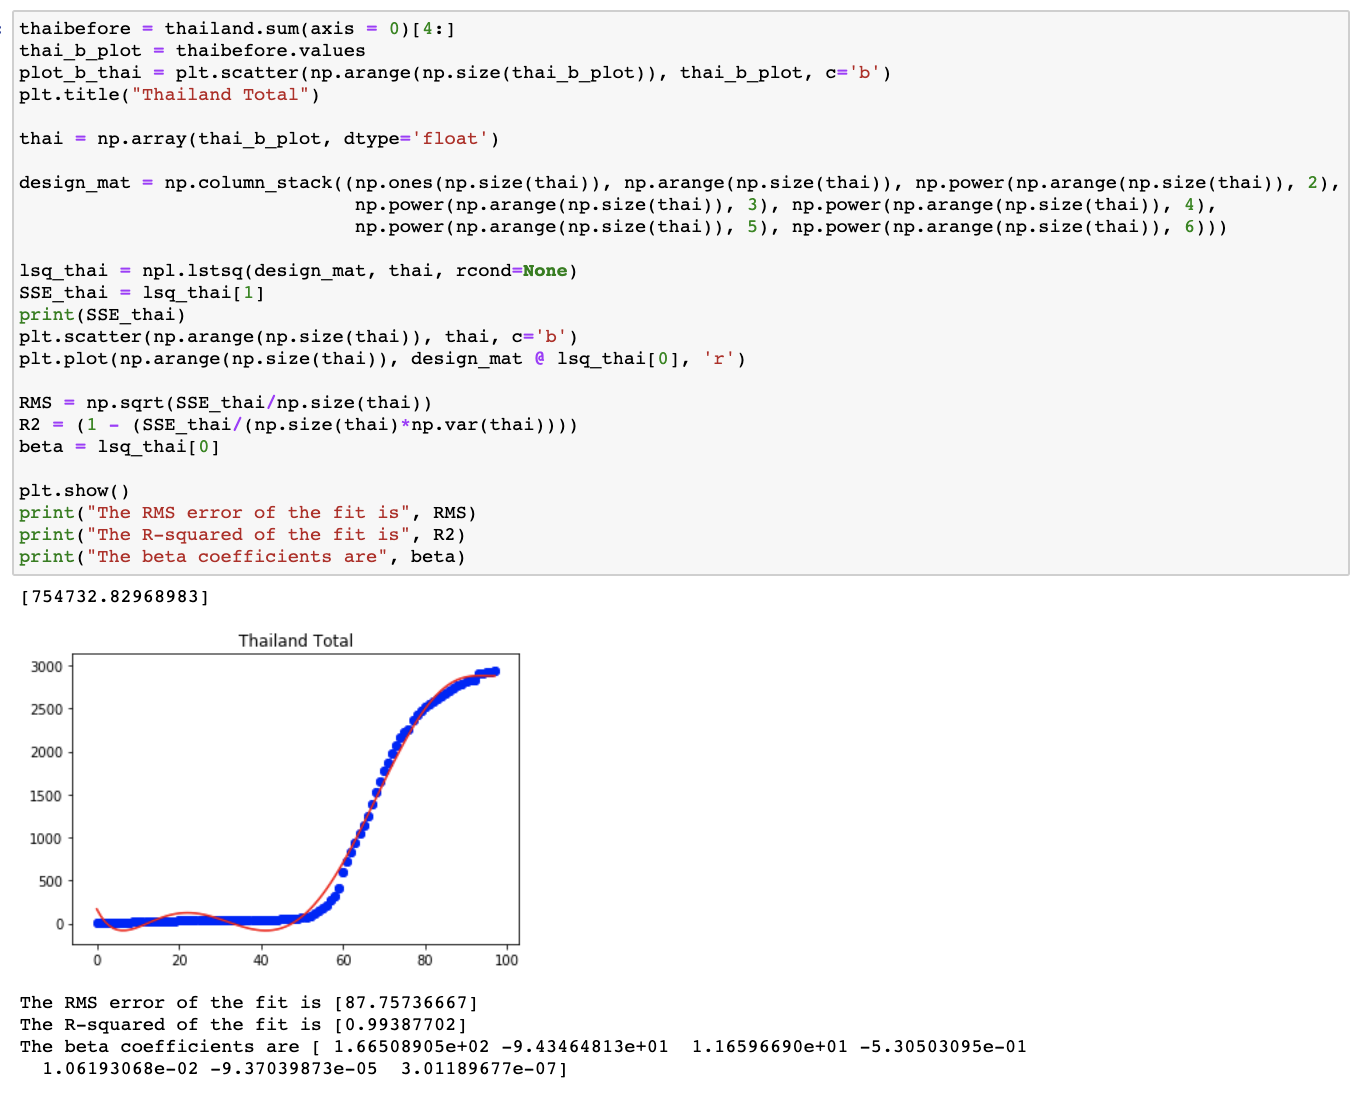 thaibefore = thailand.sum(axis = 0)[4:]
thai_b_plot = thaibefore.values
plot_b_thai = plt.scatter(np.arange(np.size(thai_b_plot)), thai_b_plot, c='b')
plt.title("Thailand Total")
thai = np.array(thai_b_plot, dtype='float')
design_mat = np.column_stack((np.ones(np.size(thai)), np.arange(np.size(thai)), np.power(np.arange(np.size(thai)), 2),
np.power(np.arange(np.size(thai)), 3), np.power(np.arange(np.size(thai)), 4),
np.power(np.arange(np.size(thai)), 5), np.power(np.arange(np.size(thai)), 6)))
lsq_thai = npl.lstsq(design_mat, thai, rcond=None)
SSE_thai = lsq_thai[1]
print(SSE_thai)
plt.scatter(np.arange(np.size(thai)), thai, c='b')
plt.plot(np.arange(np.size(thai)), design_mat @ lsq_thai[0], 'r')
RMS = np.sqrt(SSE_thai/np.size(thai))
R2 = (1 - (SSE_thai/(np.size(thai)*np.var(thai))))
beta = lsq_thai[0]
plt.show()
print("The RMS error of the fit is", RMS)
print("The R-squared of the fit is", R2)
print("The beta coefficients are", beta)
[754732.82968983]
Thailand Total
3000
2500
2000
1500
1000
500
0
0 20 40 60 80 100
The RMS error of the fit is [87.75736667]
The R-squared of the fit is [0.99387702]
The beta coefficients are [ 1.66508905e+02 -9.43464813e+01  1.16596690e+01 -5.30503095e-01
1.06193068e-02 -9.37039873e-05  3.01189677e-07]